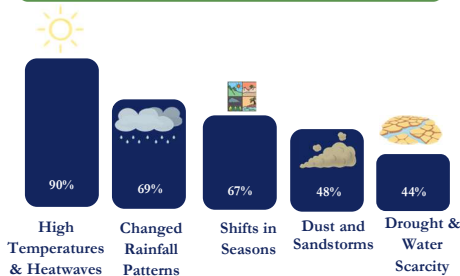 90%
69%
67%
48%
44%
High
Temperatures
& Heatwaves
Changed
Rainfall
Patterns
Shifts in
Seasons
Dust and
Sandstorms
Drought &
Water
Scarcity